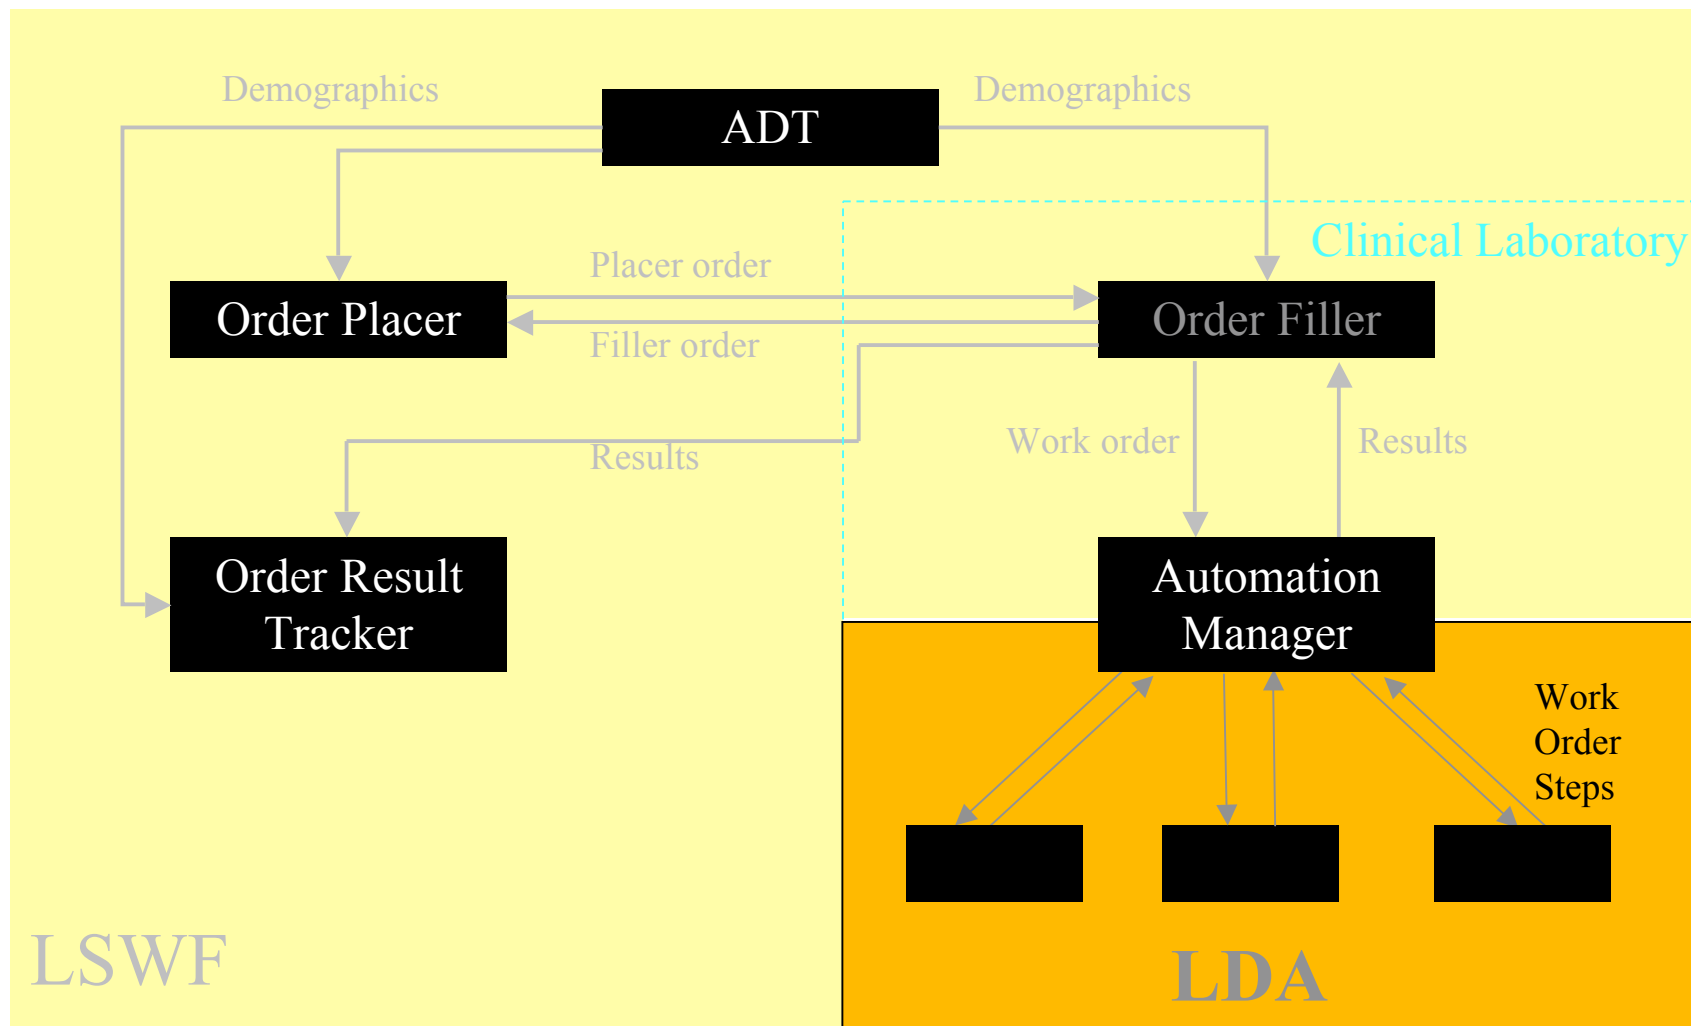 Demographics
Demographics
ADT
Clinical Laboratory
Placer order
Order Placer
Order Filler
Filler order
Work order
Results
Results
Order Result
Tracker
Automation
Manager
Work
Order
Steps
LSWF
LDA